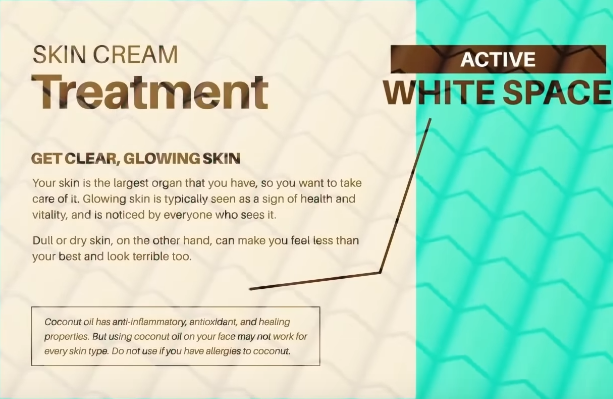 SKIN CREAM
Treatment
ACTIVE
WHITE SPACE
GET CLEAR, GLOWING SKIN
Your skin is the largest organ that you have, so you want to take
care of it. Glowing skin is typically seen as a sign of health and
vitality, and is noticed by everyone who sees it.
Dull or dry skin, on the other hand, can make you feel less than
your best and look terrible too.
Coconut oil has anti-inflammatory, antioxidant, and healing
properties. But using coconut oil on your face may not work for
every skin type. Do not use if you have allergies to coconut.